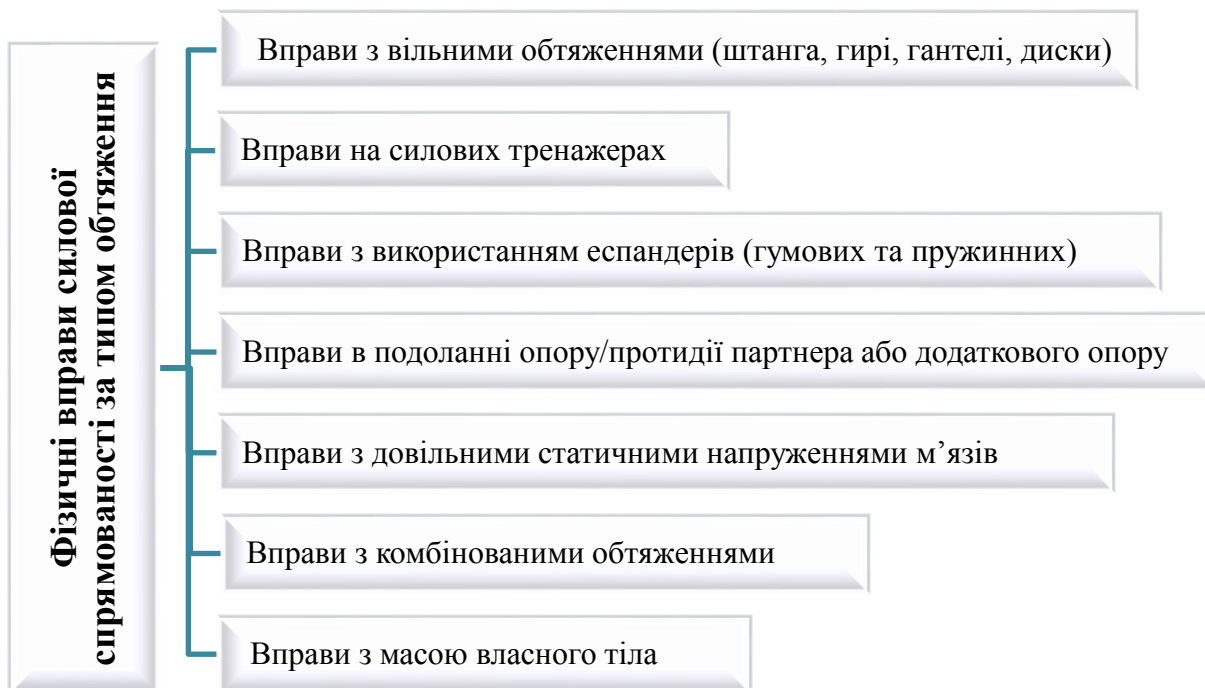 Фізичні вправи силової
спрямованості за типом обтяження
Вправи з вільними обтяженнями (штанга, гирі, гантелі, диски)
Вправи на силових тренажерах
Вправи з використанням еспандерів (гумових та пружинних)
Вправи в подоланні опору/протидії партнера або додаткового опору
Вправи з довільними статичними напруженнями м’язів
Вправи з комбінованими обтяженнями
Вправи з масою власного тіла